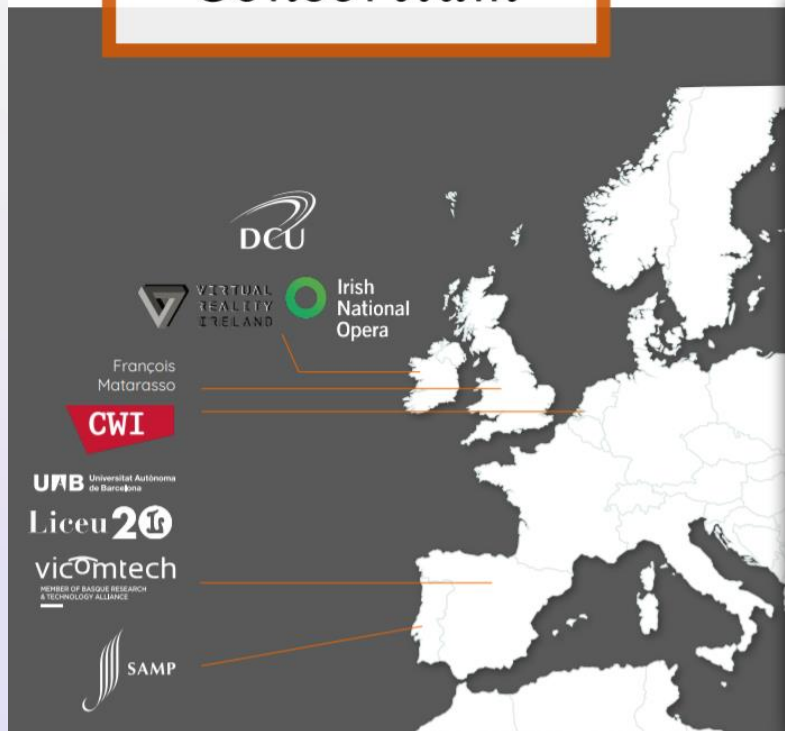 Consortium
DCU
VIRTUAL
REALITY
IRELAND
Irish
National
Opera
François
Matarasso
CWI
UAB Universitat Autònoma
de Barcelona
Liceu
vicomtech
MEMBER OF BASQUE RESEARCH
& TECHNOLOGY ALLIANCE
SAMP